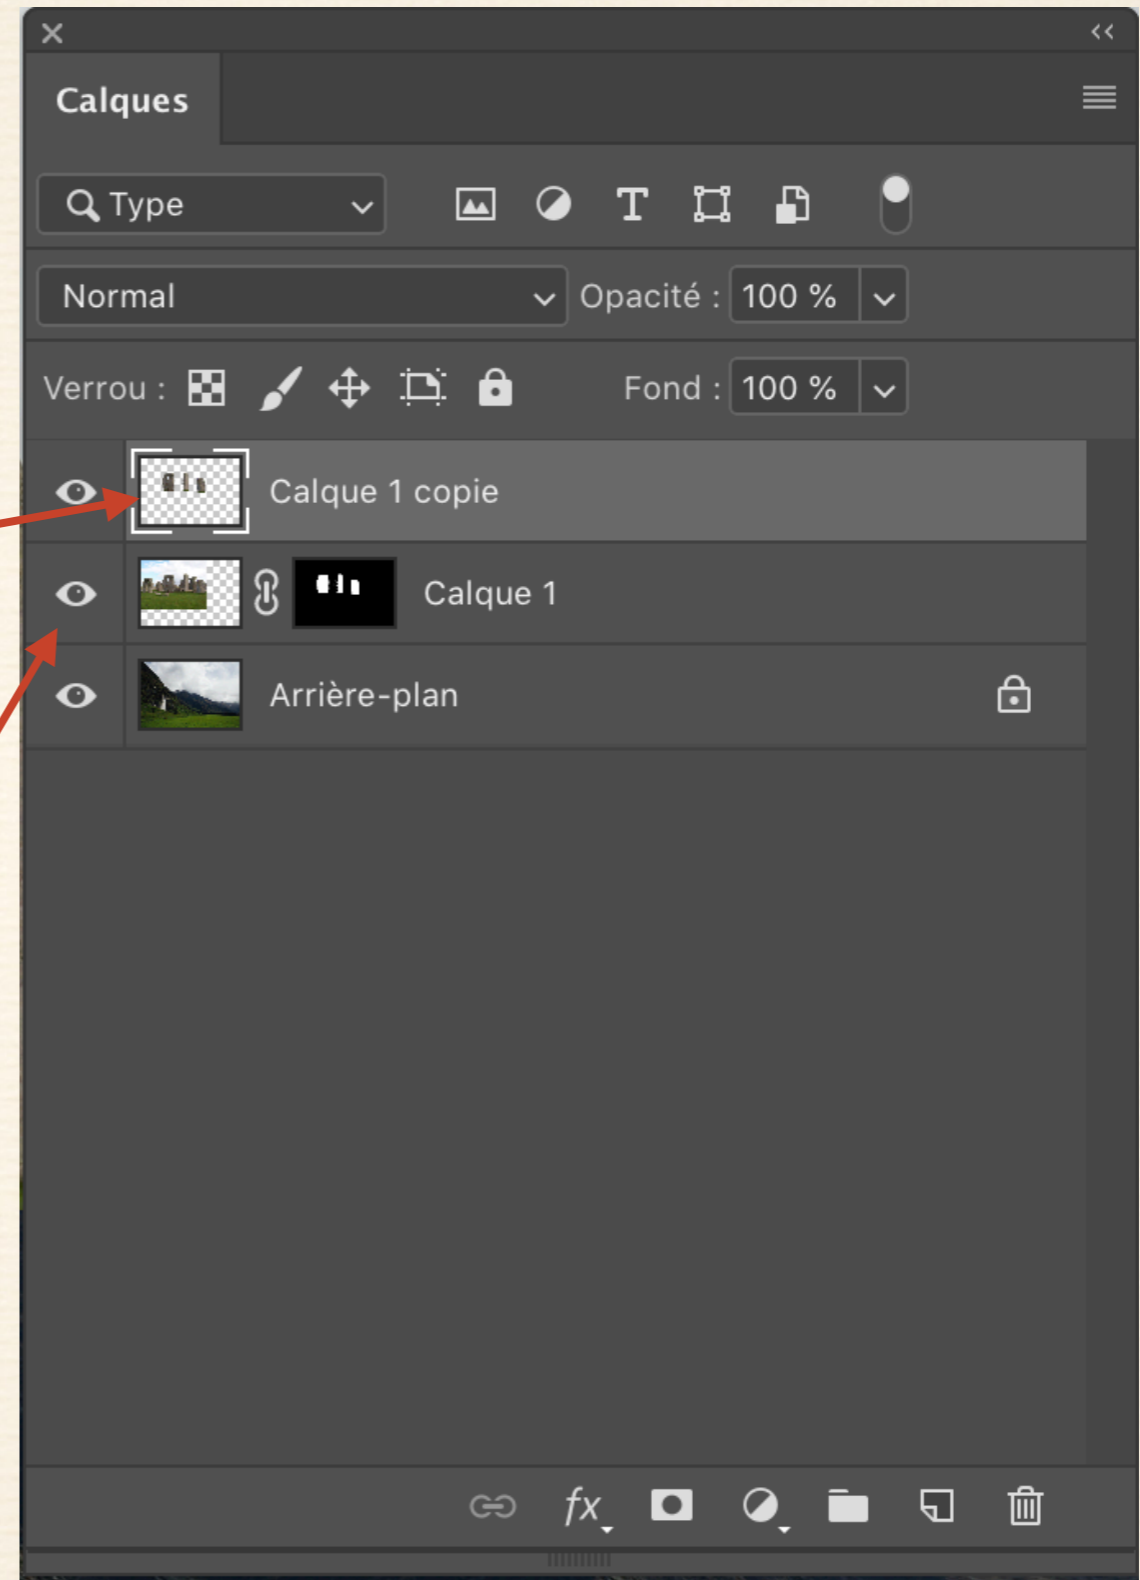 Calques
Type
Normal
Opacité : 100 %
Verrou :
Fond : 100 %
Calque 1 copie
Calque 1
Arrière-plan
fx